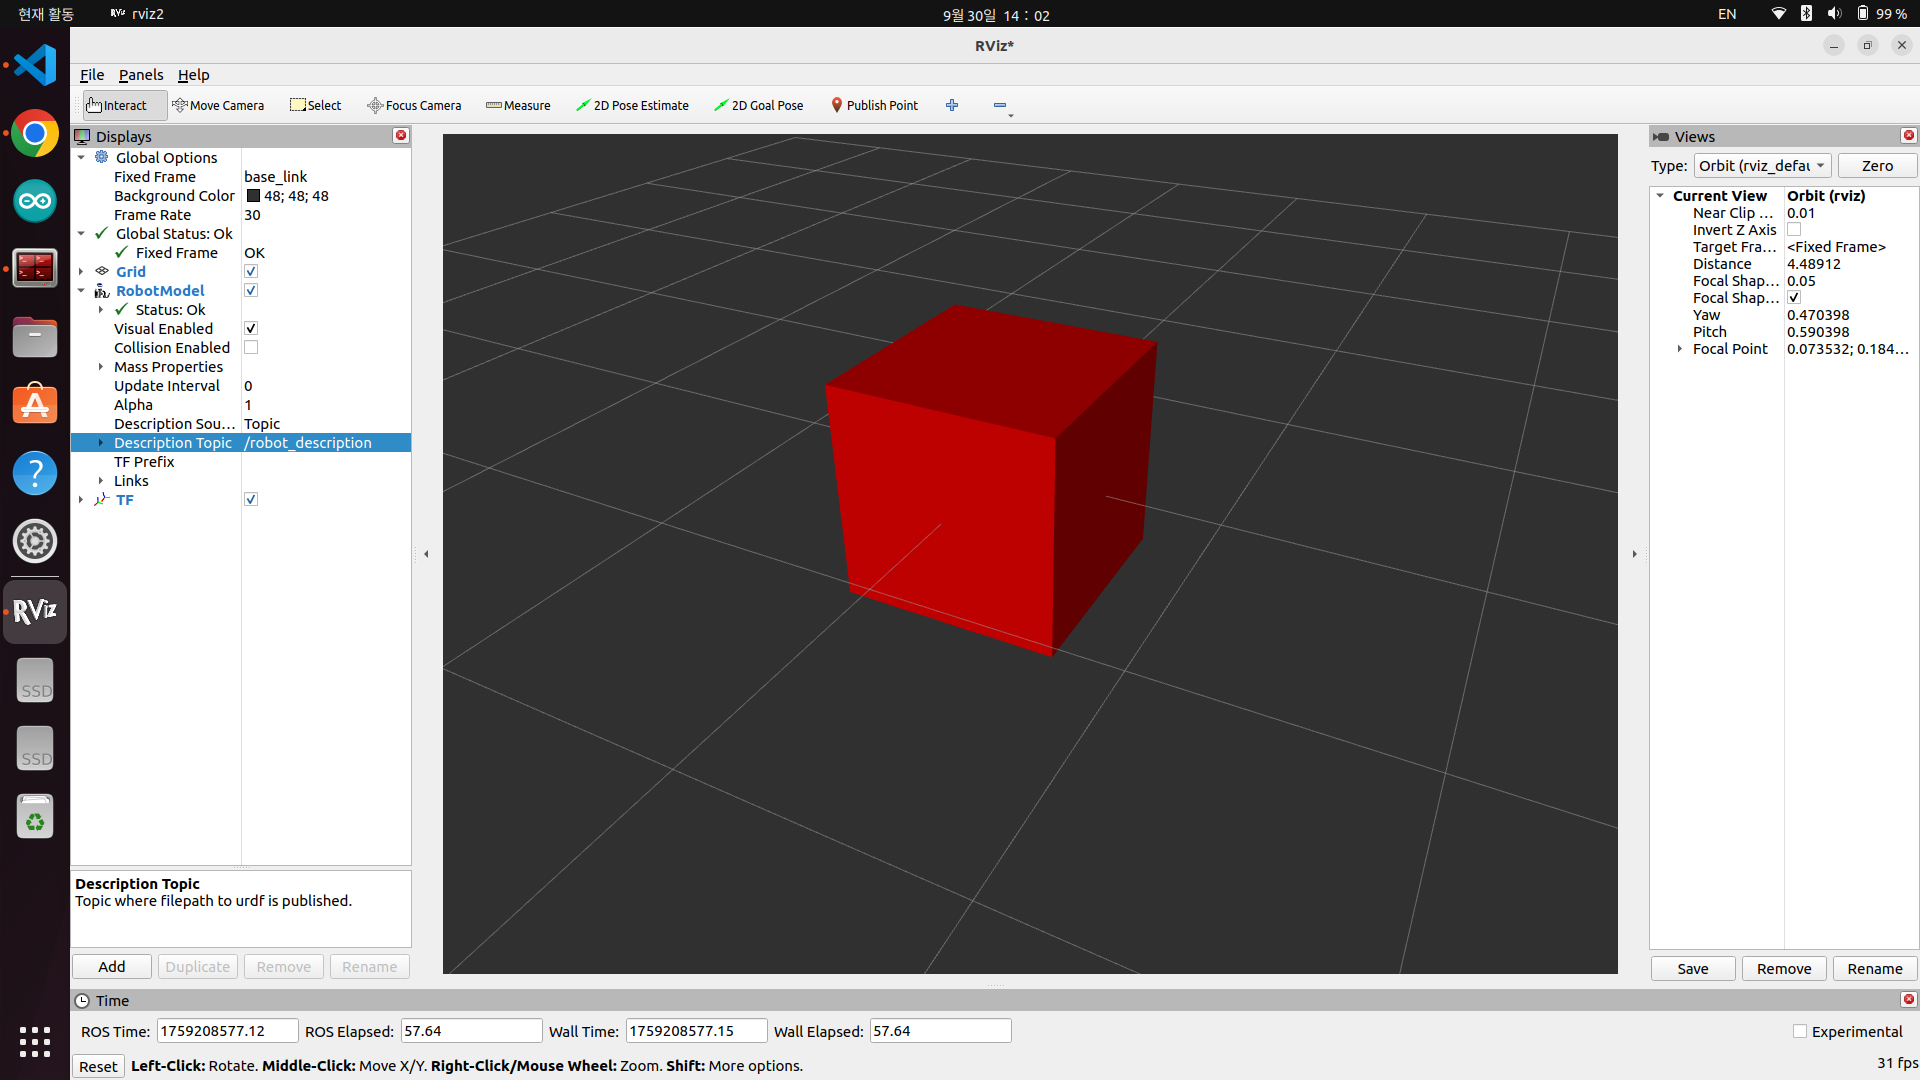 현재 활동
RViz rviz2
9월 30일 14 : 02
EN
99 %
RViz*
File Panels Help
Interact Move Camera Select Focus Camera Measure 2D Pose Estimate 2D Goal Pose Publish Point
Displays
Global Options
Fixed Frame base_link
Background Color 48; 48; 48
Frame Rate 30
Global Status: Ok
Fixed Frame OK
Grid
RobotModel
Status: Ok
Visual Enabled
Collision Enabled
Mass Properties
Update Interval 0
Alpha 1
Description Sou... Topic
Description Topic /robot_description
TF Prefix
Links
TF
Description Topic
Topic where filepath to urdf is published.
Add Duplicate Remove Rename
RViz
SSD
SSD
Views
Type: Orbit (rviz_defau Zero
Current View Orbit (rviz)
Near Clip ... 0.01
Invert Z Axis
Target Fra... <Fixed Frame>
Distance 4.48912
Focal Shap... 0.05
Focal Shap...
Yaw 0.470398
Pitch 0.590398
Focal Point 0.073532; 0.184...
Save Remove Rename
Time
ROS Time: 1759208577.12 ROS Elapsed: 57.64 Wall Time: 1759208577.15 Wall Elapsed: 57.64 Experimental
Reset Left-Click: Rotate. Middle-Click: Move X/Y. Right-Click/Mouse Wheel: Zoom. Shift: More options. 31 fps